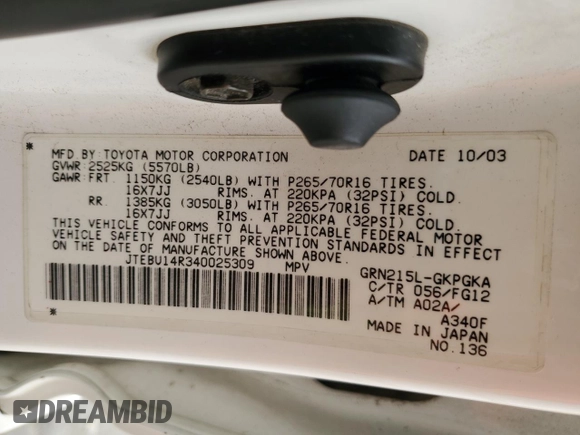 MFD.BY:TOYOTA MOTOR CORPORATION DATE 10/03
GVWR:2525KG (5570LB)
GAWR:FRT. 1150KG (2540LB) WITH P265/70R16 TIRES.
16X7JJ RIMS. AT 220KPA (32PSI) COLD.
RR. 1385KG (3050LB) WITH P265/70R16 TIRES.
16X7JJ RIMS. AT 220KPA (32PSI) COLD.
THIS VEHICLE CONFORMS TO ALL APPLICABLE FEDERAL MOTOR
VEHICLE SAFETY AND THEFT PREVENTION STANDARDS IN EFFECT
ON THE DATE OF MANUFACTURE SHOWN ABOVE.
JTEBU14R340025309 MPV
GRN215L-GKPGKA
C/TR 056/FG12
A/TM A02A/
A340F
MADE IN JAPAN
NO.136
DREAMBID